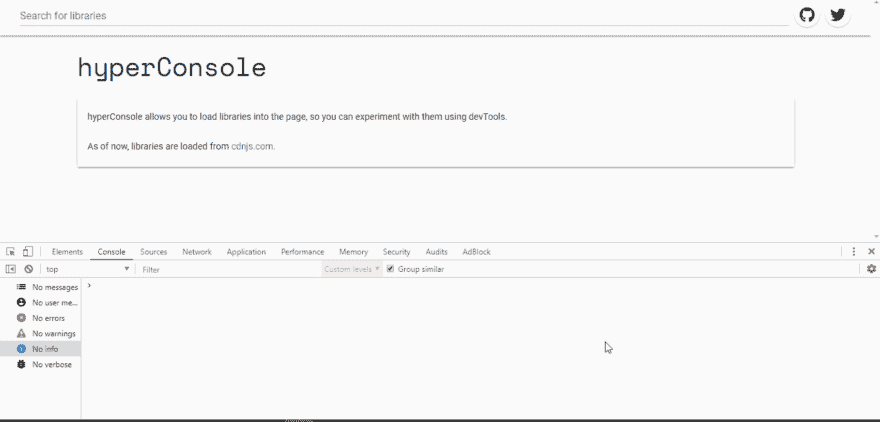 Search for libraries
hyperConsole
hyperConsole allows you to load libraries into the page, so you can experiment with them using devTools.
As of now, libraries are loaded from cdnjs.com.
Elements Console Sources Network Application Performance Memory Security Audits AdBlock
top Filter Custom levels Group similar
No messages
No user me...
No errors
No warnings
No info
No verbose